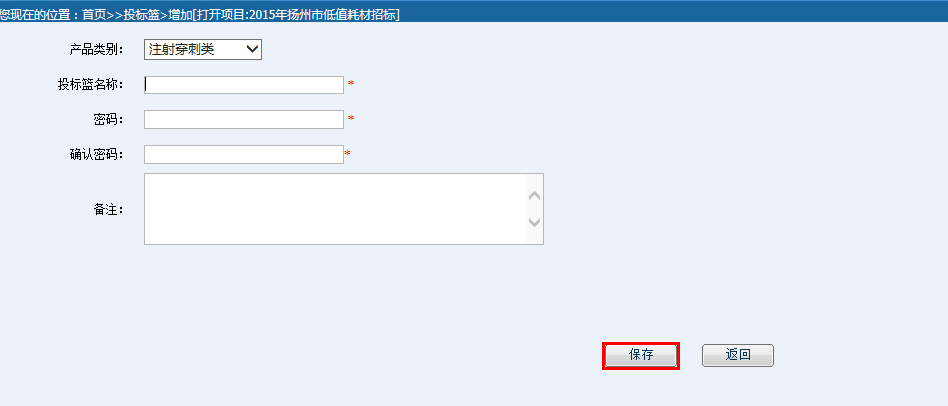 您现在的位置：首页>>投标篮>增加[打开项目:2015年扬州市低值耗材招标]
产品类别： 注射穿刺类
投标篮名称： *
密码： *
确认密码： *
备注：
保存 返回